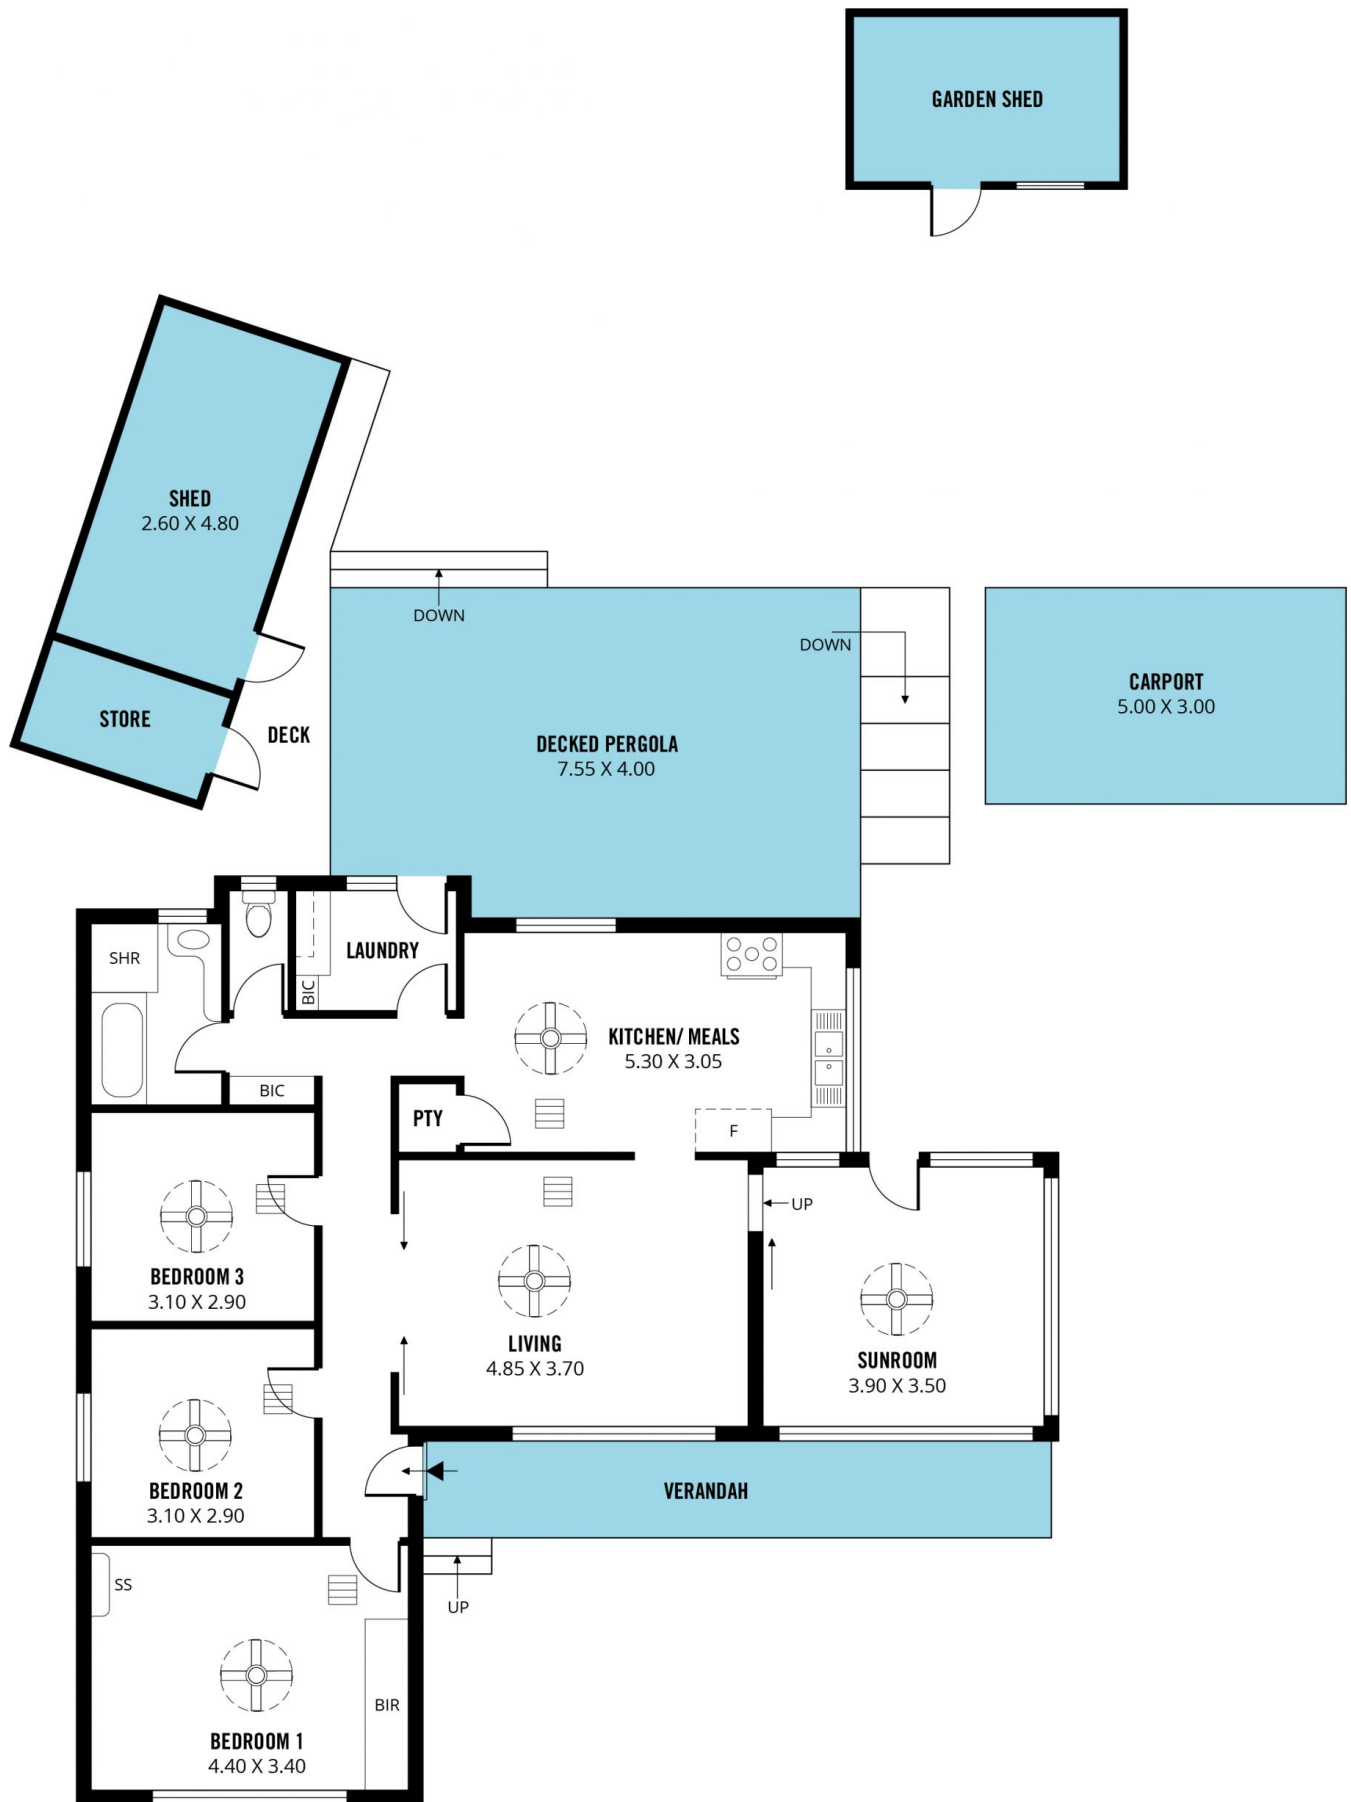 GARDEN SHED
SHED
2.60 X 4.80
DOWN
DOWN
CARPORT
5.00 X 3.00
STORE
DECK
DECKED PERGOLA
7.55 X 4.00
SHR
LAUNDRY
BIC
KITCHEN/ MEALS
5.30 X 3.05
BIC
PTY
F
UP
BEDROOM 3
3.10 X 2.90
LIVING
4.85 X 3.70
SUNROOM
3.90 X 3.50
BEDROOM 2
3.10 X 2.90
VERANDAH
SS
UP
BIR
BEDROOM 1
4.40 X 3.40